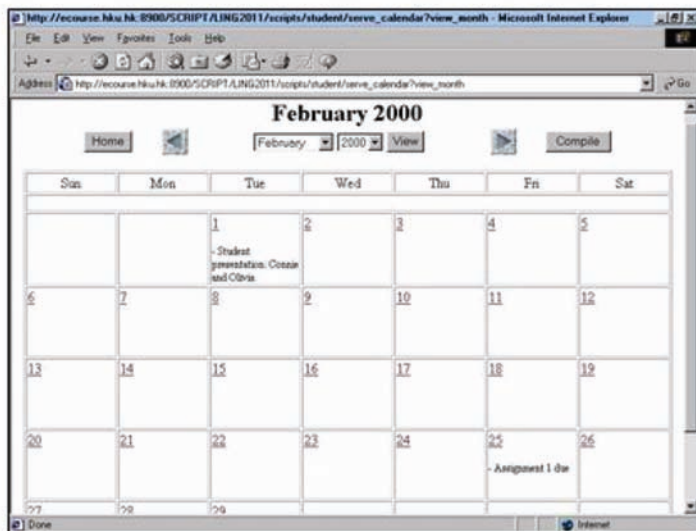 http://ecourse.hku.hk:8900/SCRIPT/LING2011/scripts/student/serve_calendar?view_month - Microsoft Internet Explorer
File Edit View Favorites Tools Help
Address http://ecourse.hku.hk:8900/SCRIPT/LING2011/scripts/student/serve_calendar?view_month Go
February 2000
Home February 2000 View Compile
Sun Mon Tue Wed Thu Fri Sat
1 2 3 4 5
- Student
presentation. Connie
and Olivia
6 7 8 9 10 11 12
13 14 15 16 17 18 19
20 21 22 23 24 25 26
- Assignment 1 due
27 28 29
Done Internet